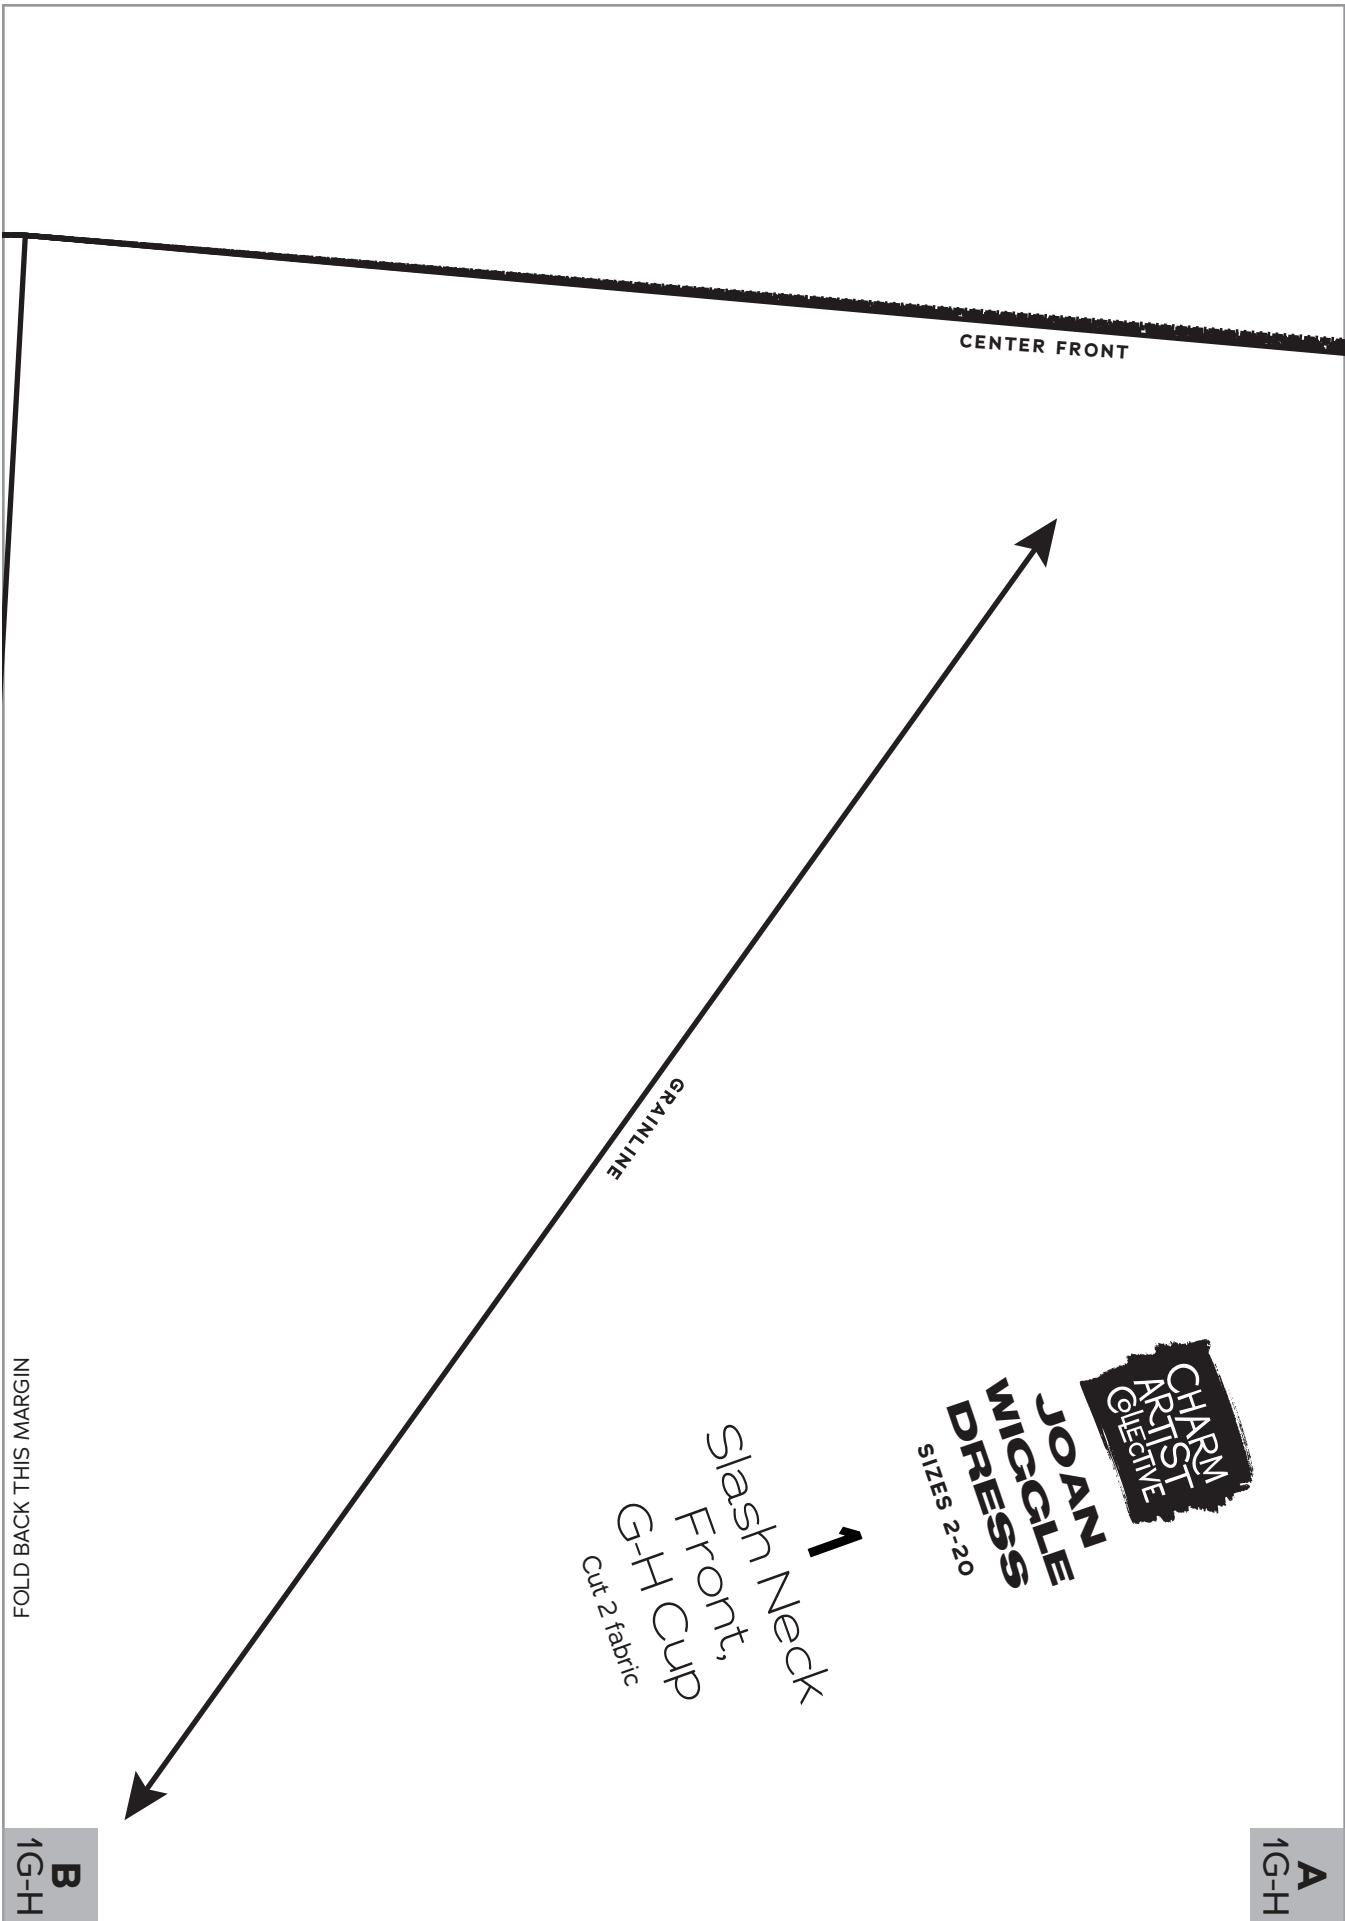 CENTER FRONT
GRAINLINE
CHARM
ARTIST
COLLECTIVE
JOAN
WIGGLE
DRESS
SIZES 2-20
1
Slash Neck
Front,
G-H Cup
Cut 2 fabric
FOLD BACK THIS MARGIN
B
1G-H
A
1G-H